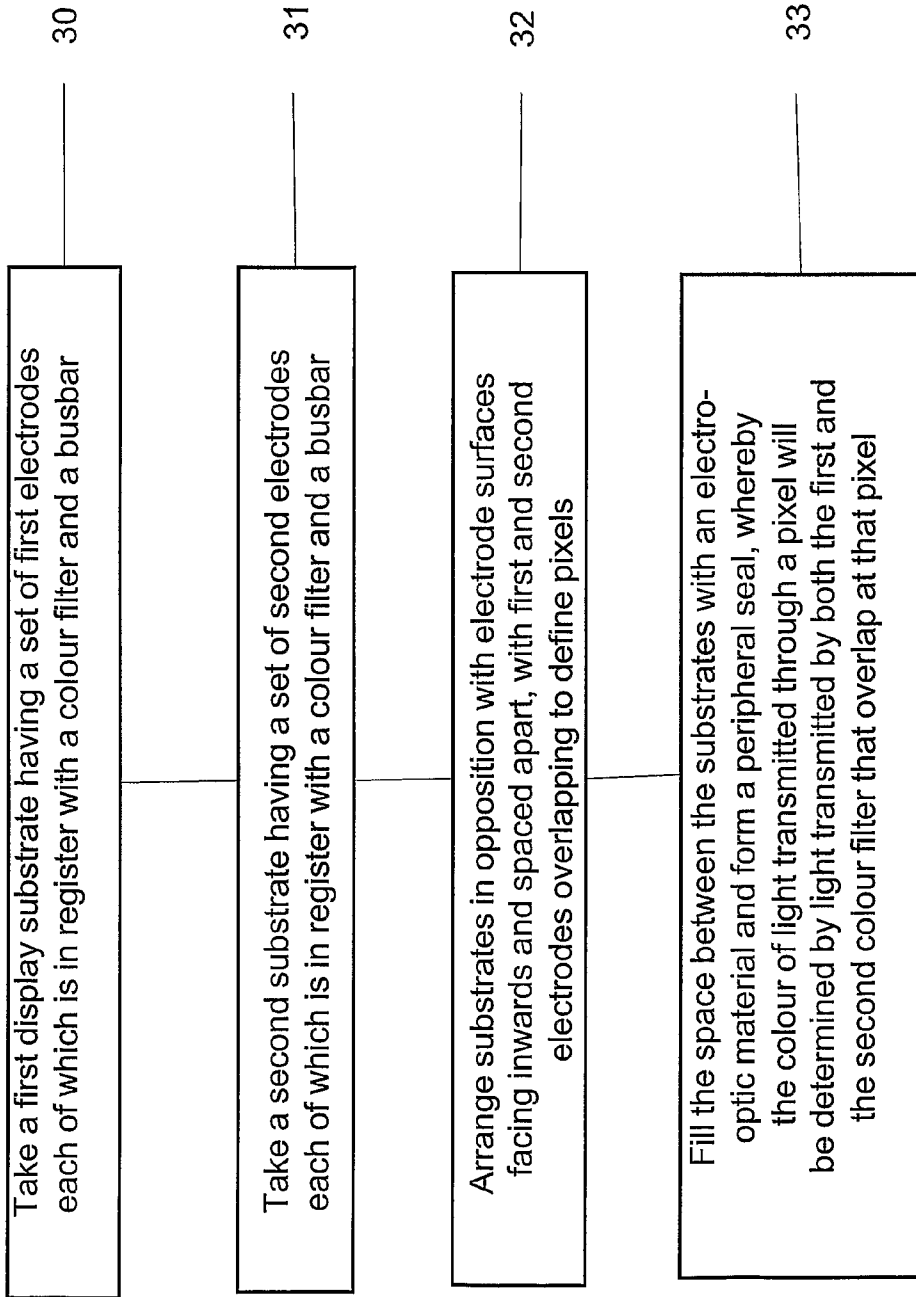 Take a first display substrate having a set of first electrodes
each of which is in register with a colour filter and a busbar
30
Take a second substrate having a set of second electrodes
each of which is in register with a colour filter and a busbar
31
Arrange substrates in opposition with electrode surfaces
facing inwards and spaced apart, with first and second
electrodes overlapping to define pixels
32
Fill the space between the substrates with an electro-
optic material and form a peripheral seal, whereby
the colour of light transmitted through a pixel will
be determined by light transmitted by both the first and
the second colour filter that overlap at that pixel
33